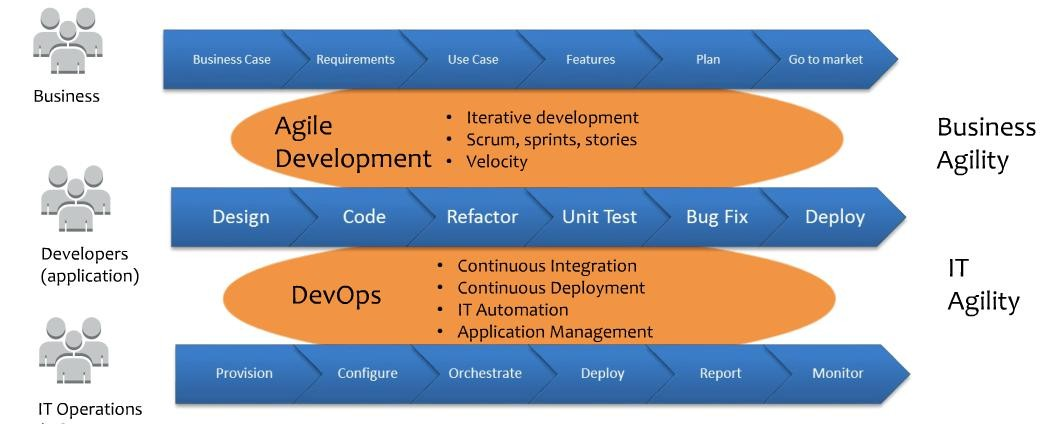 Business Case
Requirements
Use Case
Features
Plan
Go to market
Business
Agile
Development
• Iterative development
• Scrum, sprints, stories
• Velocity
Business
Agility
Design
Code
Refactor
Unit Test
Bug Fix
Deploy
Developers
(application)
DevOps
• Continuous Integration
• Continuous Deployment
• IT Automation
• Application Management
IT
Agility
Provision
Configure
Orchestrate
Deploy
Report
Monitor
IT Operations